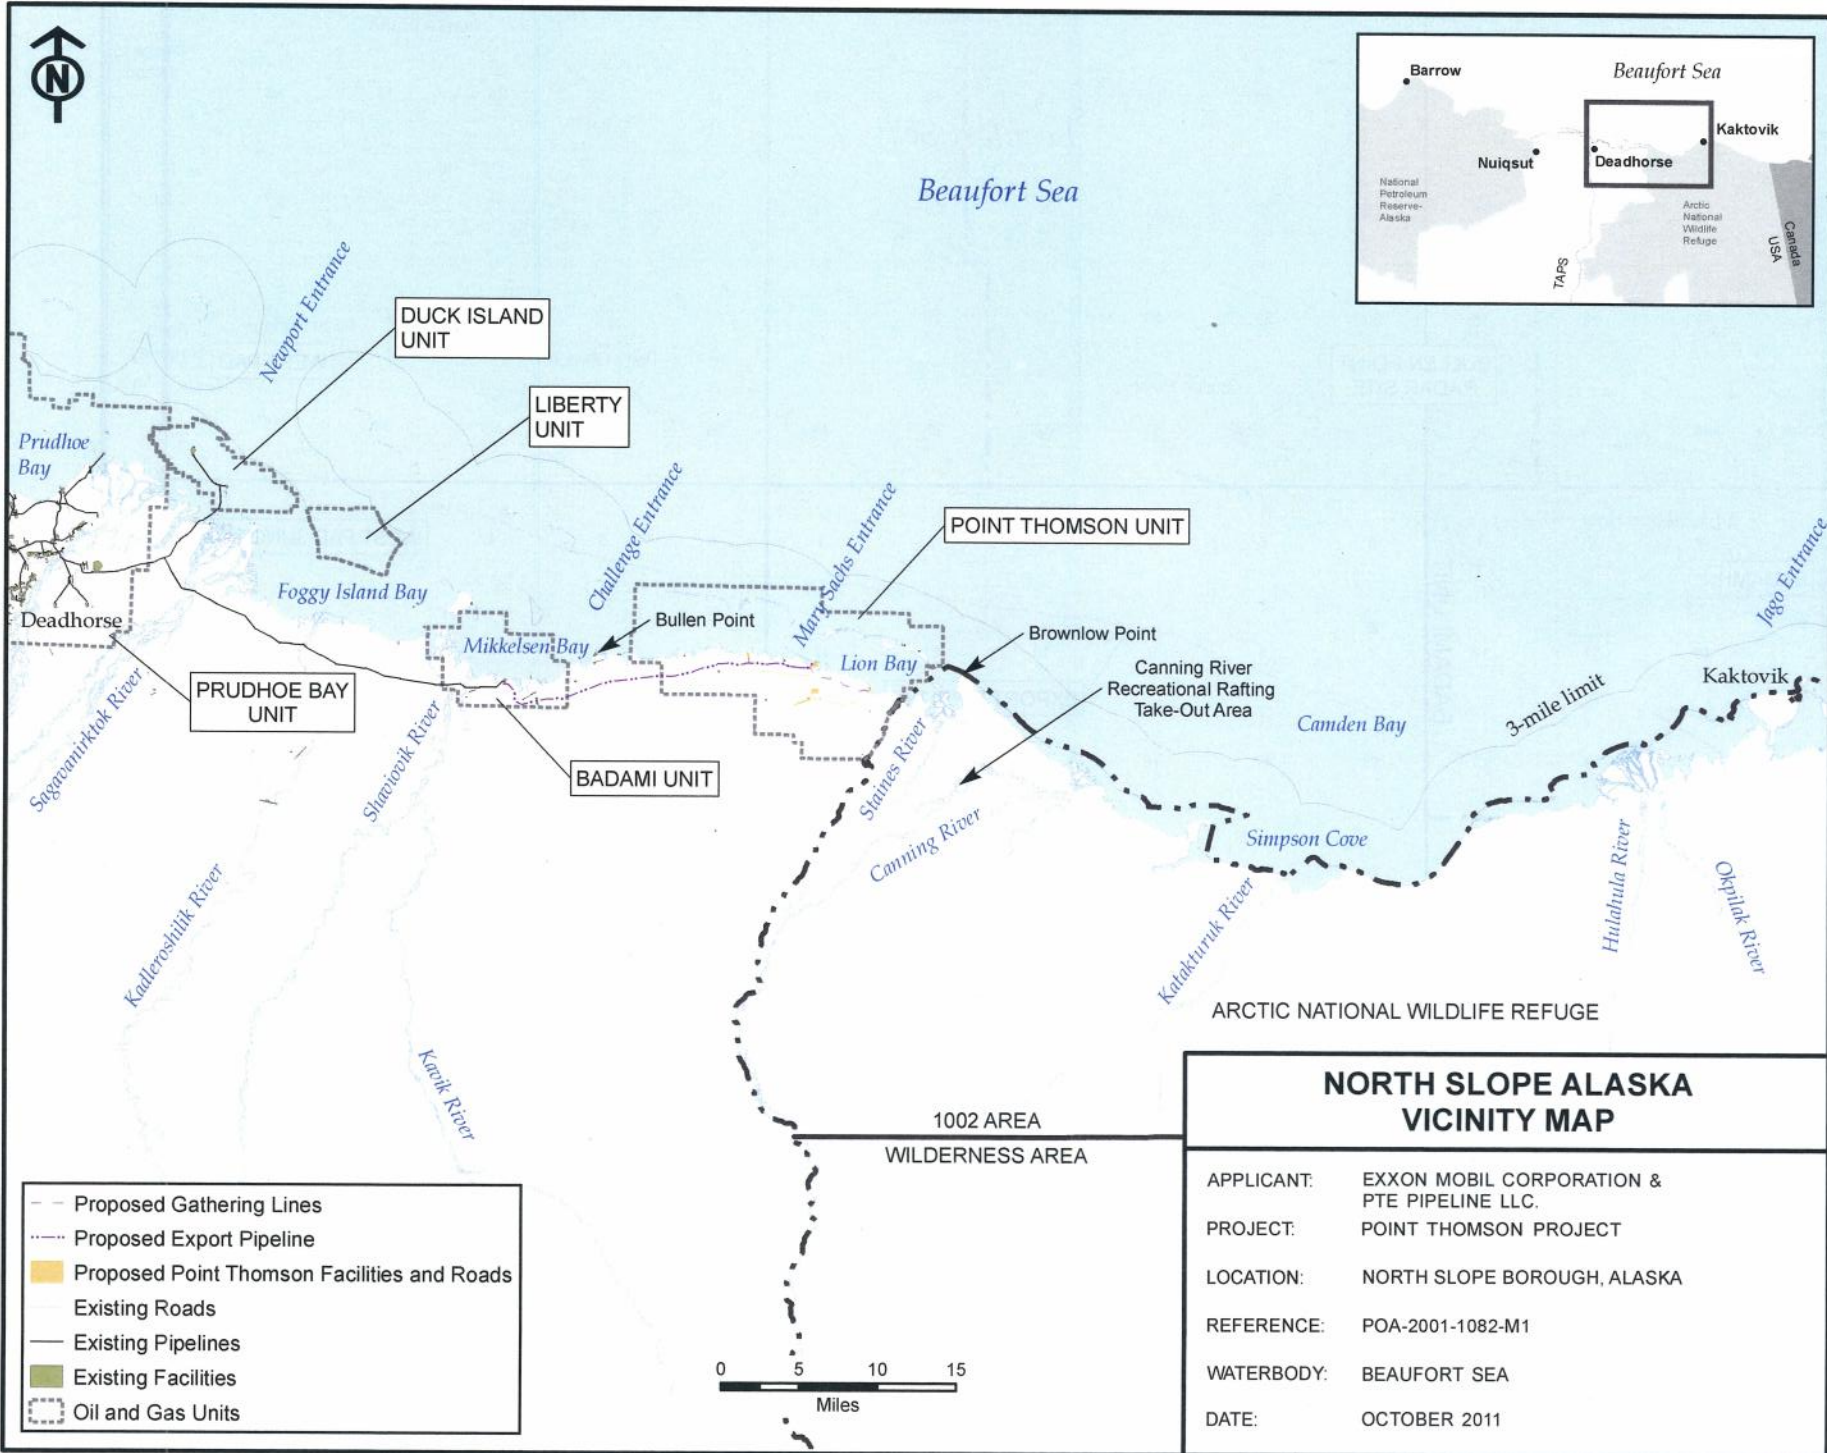 N
Barrow
Beaufort Sea
Kaktovik
Nuiqsut
Deadhorse
National
Petroleum
Reserve-
Alaska
Arctic
National
Wildlife
Refuge
Canada
USA
TAPS
Beaufort Sea
Newport Entrance
DUCK ISLAND
UNIT
LIBERTY
UNIT
Prudhoe
Bay
Challenge Entrance
Mary Sachs Entrance
POINT THOMSON UNIT
Jago Entrance
Foggy Island Bay
Deadhorse
Bullen Point
Mikkelsen Bay
Brownlow Point
Lion Bay
Canning River
Recreational Rafting
Take-Out Area
Kaktovik
PRUDHOE BAY
UNIT
Sagavanirktok River
Shaviovik River
BADAMI UNIT
Staines River
Camden Bay
3-mile limit
Canning River
Simpson Cove
Kadleroshilik River
Katakturuk River
Hulahula River
Okpilak River
Kavik River
ARCTIC NATIONAL WILDLIFE REFUGE
1002 AREA
WILDERNESS AREA
NORTH SLOPE ALASKA
VICINITY MAP
APPLICANT: EXXON MOBIL CORPORATION &
PTE PIPELINE LLC.
PROJECT: POINT THOMSON PROJECT
LOCATION: NORTH SLOPE BOROUGH, ALASKA
REFERENCE: POA-2001-1082-M1
WATERBODY: BEAUFORT SEA
DATE: OCTOBER 2011
Proposed Gathering Lines
Proposed Export Pipeline
Proposed Point Thomson Facilities and Roads
Existing Roads
Existing Pipelines
Existing Facilities
Oil and Gas Units
0 5 10 15
Miles